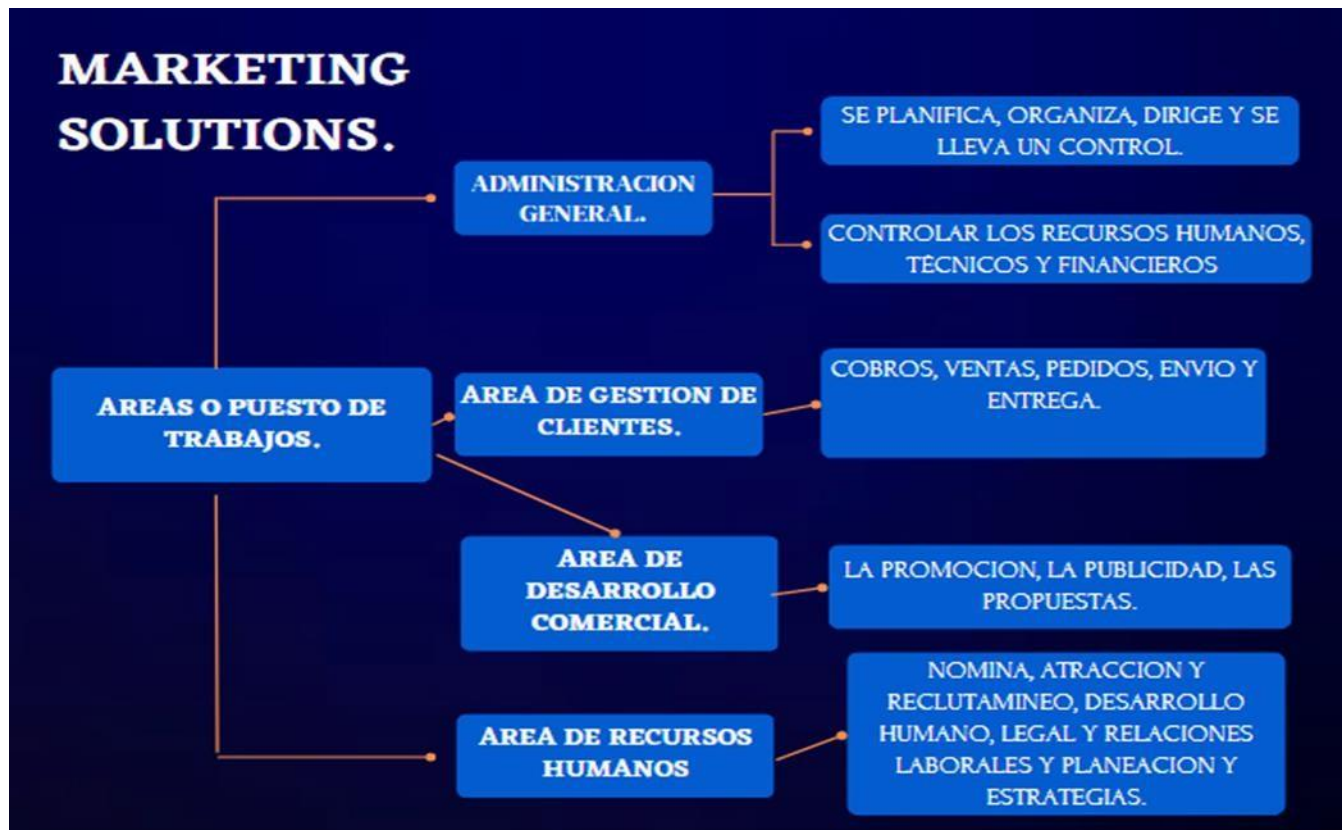 MARKETING
SOLUTIONS.
SE PLANIFICA, ORGANIZA, DIRIGE Y SE
LLEVA UN CONTROL.
ADMINISTRACION
GENERAL.
CONTROLAR LOS RECURSOS HUMANOS,
TÉCNICOS Y FINANCIEROS
AREAS O PUESTO DE
TRABAJOS.
AREA DE GESTION DE
CLIENTES.
COBROS, VENTAS, PEDIDOS, ENVIO Y
ENTREGA.
AREA DE
DESARROLLO
COMERCIAL.
LA PROMOCION, LA PUBLICIDAD, LAS
PROPUESTAS.
AREA DE RECURSOS
HUMANOS
NOMINA, ATRACCION Y
RECLUTAMINEO, DESARROLLO
HUMANO, LEGAL Y RELACIONES
LABORALES Y PLANEACION Y
ESTRATEGIAS.